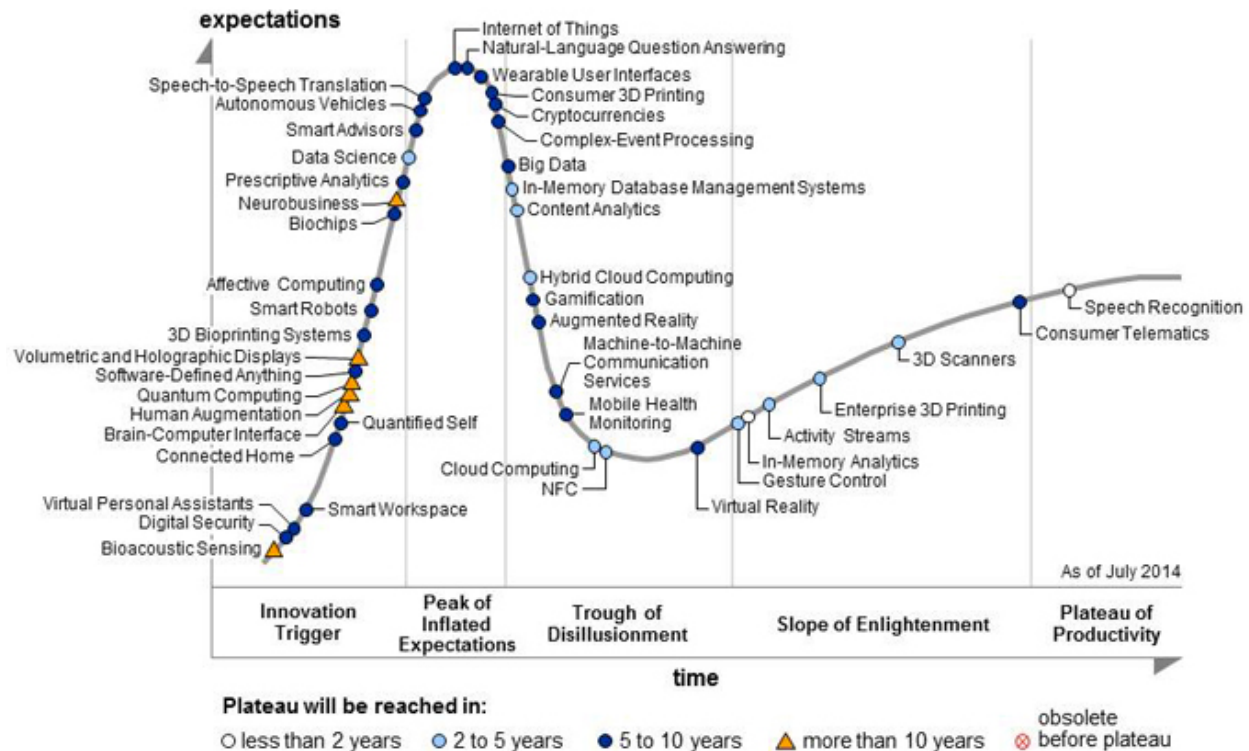 expectations
Internet of Things
Natural-Language Question Answering
Wearable User Interfaces
Consumer 3D Printing
Cryptocurrencies
Complex-Event Processing
Speech-to-Speech Translation
Autonomous Vehicles
Smart Advisors
Data Science
Prescriptive Analytics
Neurobusiness
Biochips
Big Data
In-Memory Database Management Systems
Content Analytics
Affective Computing
Smart Robots
3D Bioprinting Systems
Volumetric and Holographic Displays
Software-Defined Anything
Quantum Computing
Human Augmentation
Brain-Computer Interface
Connected Home
Quantified Self
Virtual Personal Assistants
Digital Security
Bioacoustic Sensing
Smart Workspace
Hybrid Cloud Computing
Gamification
Augmented Reality
Machine-to-Machine
Communication
Services
Mobile Health
Monitoring
Cloud Computing
NFC
Virtual Reality
Speech Recognition
Consumer Telematics
3D Scanners
Enterprise 3D Printing
Activity Streams
In-Memory Analytics
Gesture Control
As of July 2014
Innovation
Trigger
Peak of
Inflated
Expectations
Trough of
Disillusionment
Slope of Enlightenment
Plateau of
Productivity
time
Plateau will be reached in:
less than 2 years
2 to 5 years
5 to 10 years
more than 10 years
obsolete
before plateau